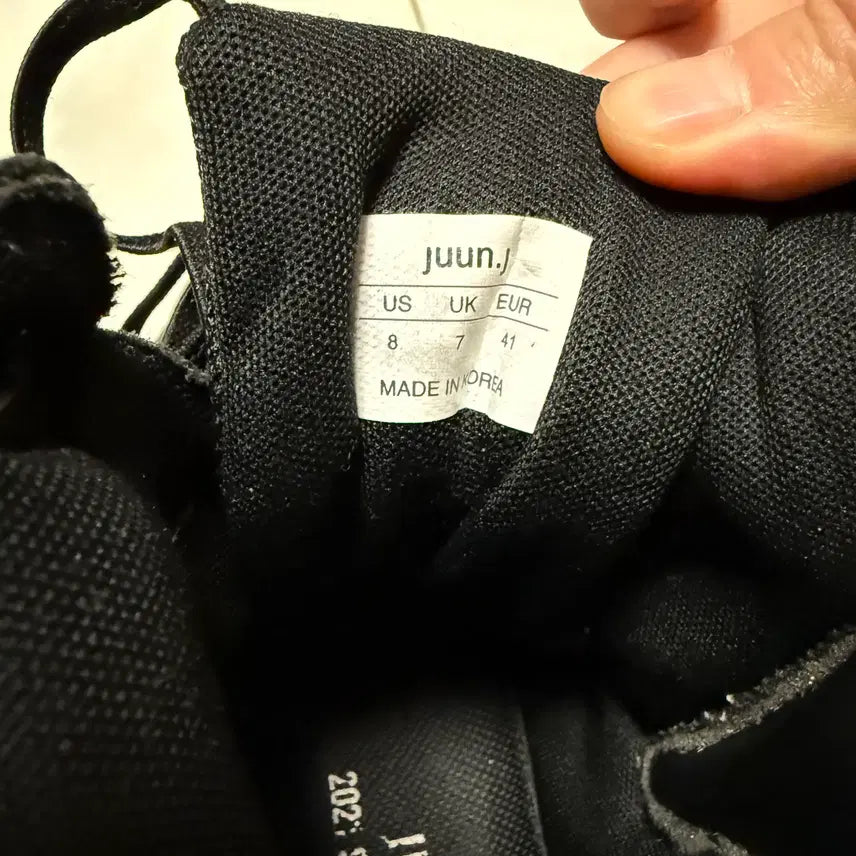 juun.j
US UK EUR
8 7 41
MADE IN KOREA